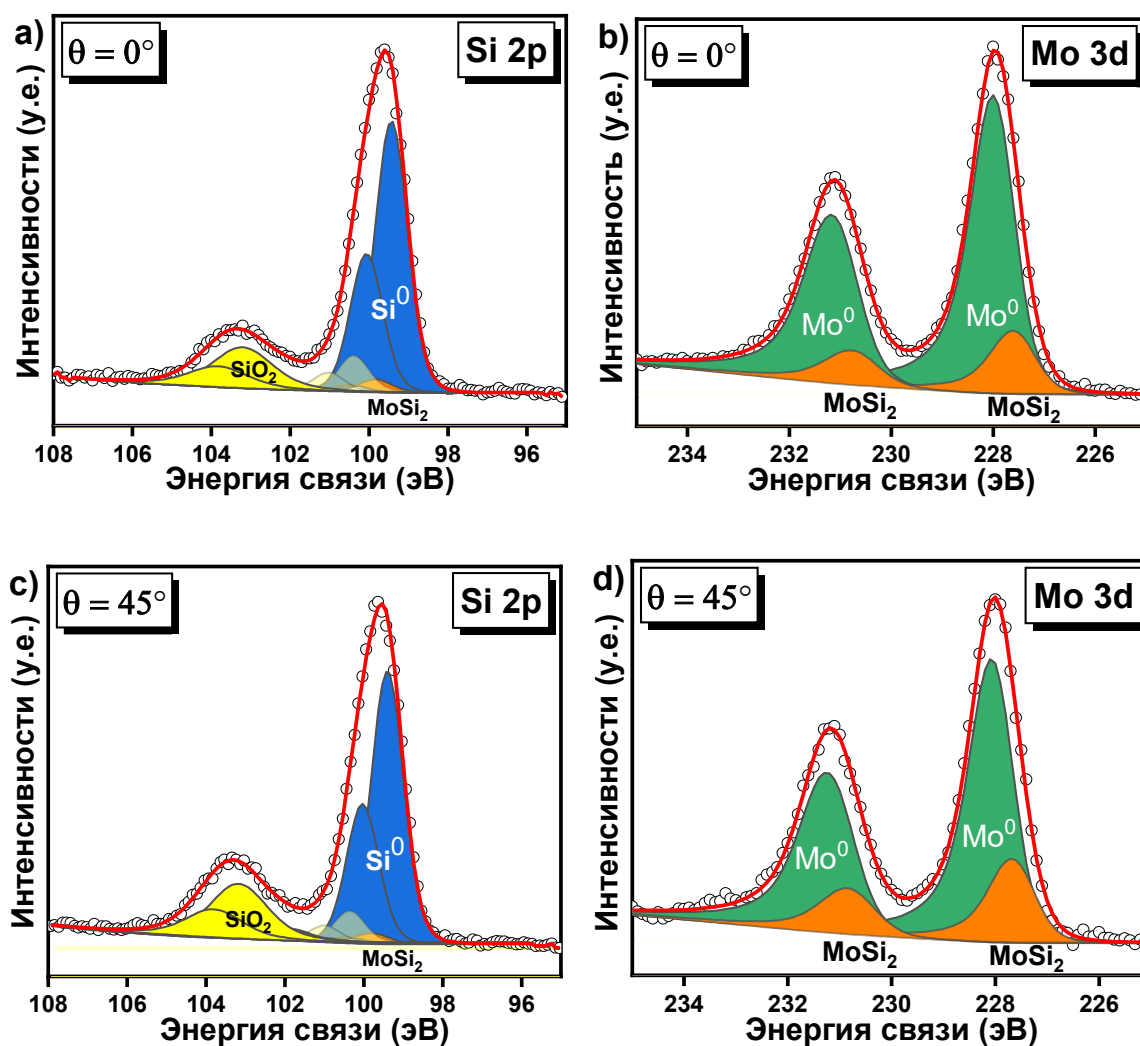 a)
θ = 0°
Si 2p
Интенсивности (у.е.)
SiO2
Si0
MoSi2
108 106 104 102 100 98 96
Энергия связи (эВ)
b)
θ = 0°
Mo 3d
Интенсивность (у.е.)
Mo0
Mo0
MoSi2
MoSi2
234 231 230 228 226
Энергия связи (эВ)
c)
θ = 45°
Si 2p
Интенсивности (у.е.)
SiO2
Si0
MoSi2
108 106 104 102 100 98 96
Энергия связи (эВ)
d)
θ = 45°
Mo 3d
Интенсивности (у.е.)
Mo0
Mo0
MoSi2
MoSi2
234 231 230 228 226
Энергия связи (эВ)